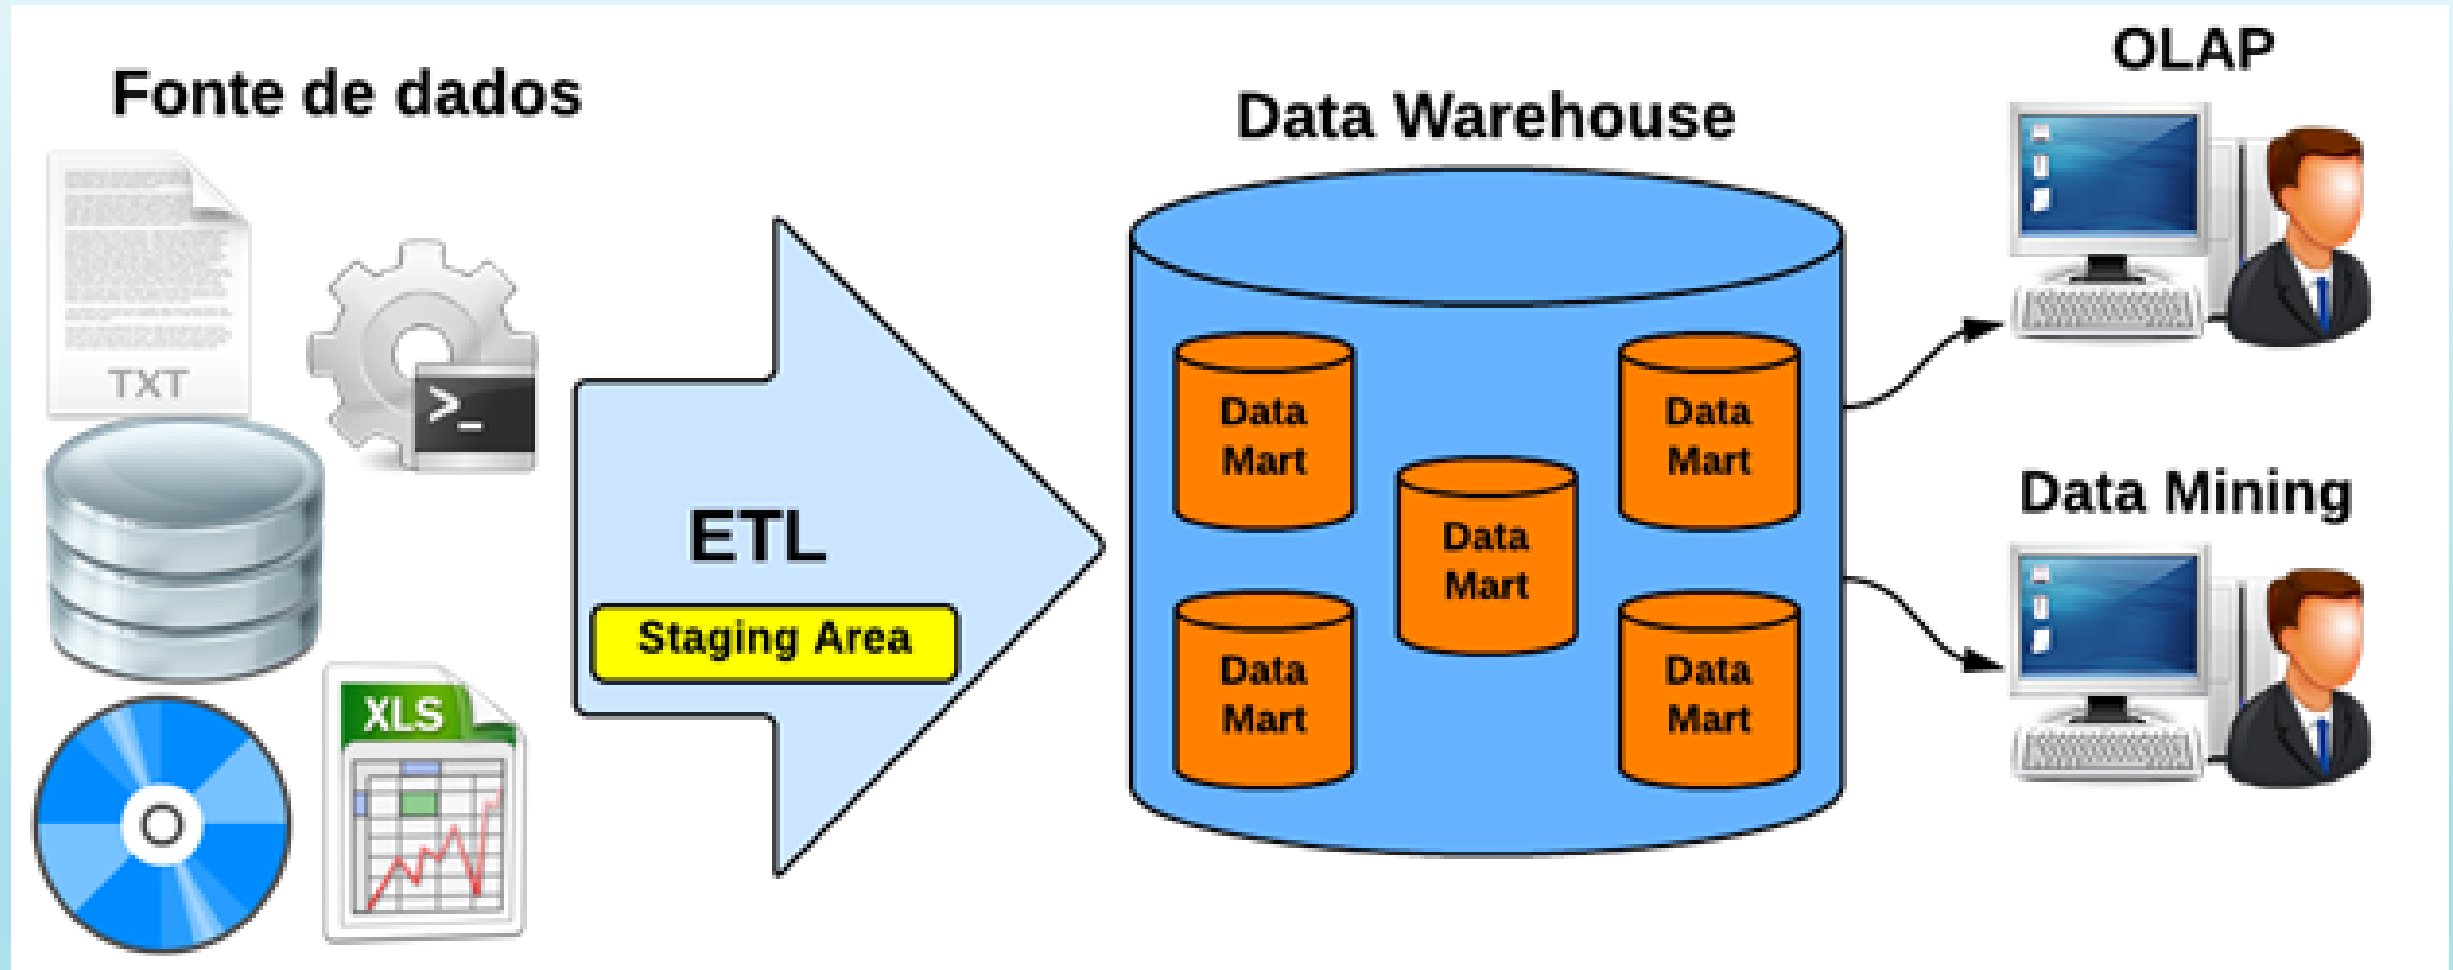 Fonte de dados
TXT
>_
XLS
ETL
Staging Area
Data Warehouse
Data
Mart
Data
Mart
Data
Mart
Data
Mart
Data
Mart
OLAP
Data Mining